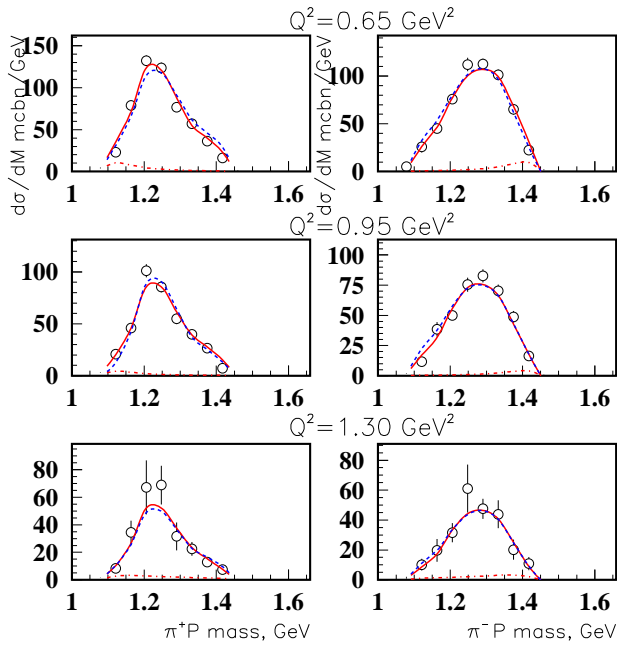 Q²=0.65 GeV²
dσ/dM mcbn/GeV
150
100
50
0
1 1.2 1.4 1.6
dσ/dM mcbn/GeV
100
50
0
1 1.2 1.4 1.6
Q²=0.95 GeV²
100
50
0
1 1.2 1.4 1.6
100
75
50
25
0
1 1.2 1.4 1.6
Q²=1.30 GeV²
80
60
40
20
0
1 1.2 1.4 1.6
π⁺P mass, GeV
80
60
40
20
0
1 1.2 1.4 1.6
π⁻P mass, GeV